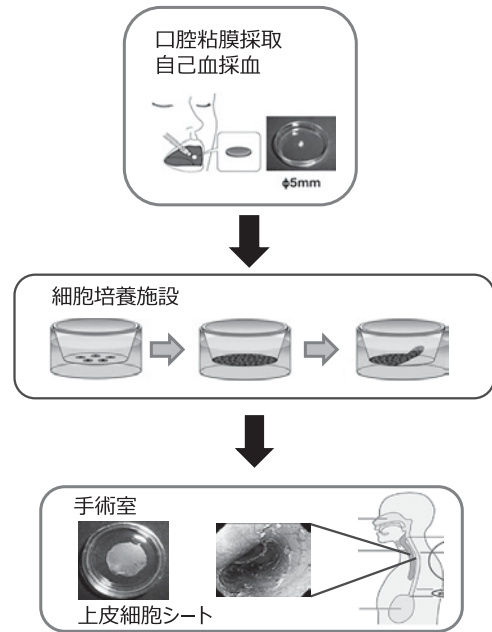 口腔粘膜採取
自己血採血
ϕ5mm
細胞培養施設
手術室
上皮細胞シート